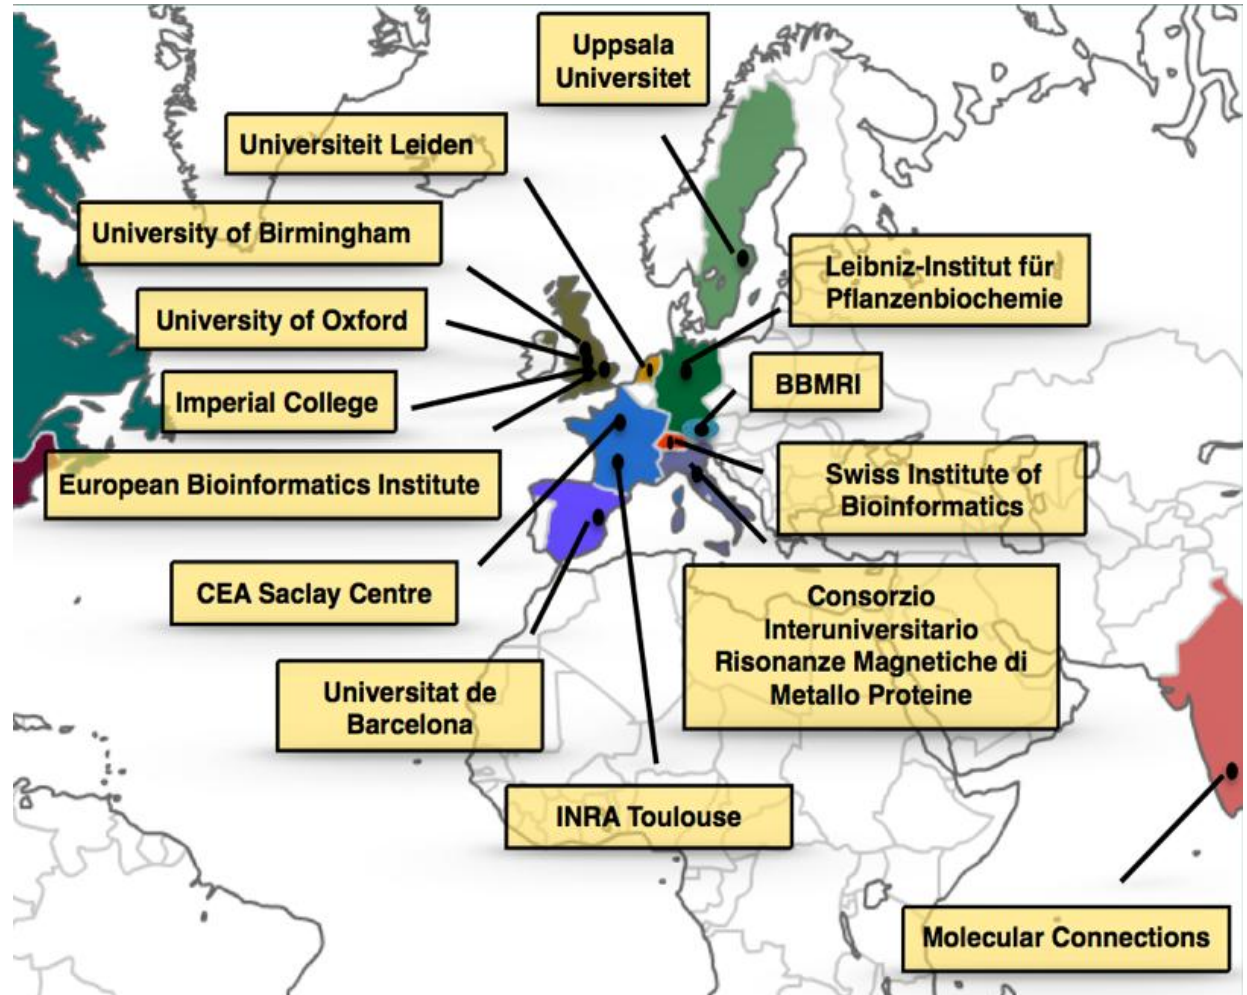 Uppsala
Universitet
Universiteit Leiden
University of Birmingham
Leibniz-Institut für
Pflanzenbiochemie
University of Oxford
BBMRI
Imperial College
European Bioinformatics Institute
Swiss Institute of
Bioinformatics
CEA Saclay Centre
Consorzio
Interuniversitario
Risonanze Magnetiche di
Metallo Proteine
Universitat de
Barcelona
INRA Toulouse
Molecular Connections